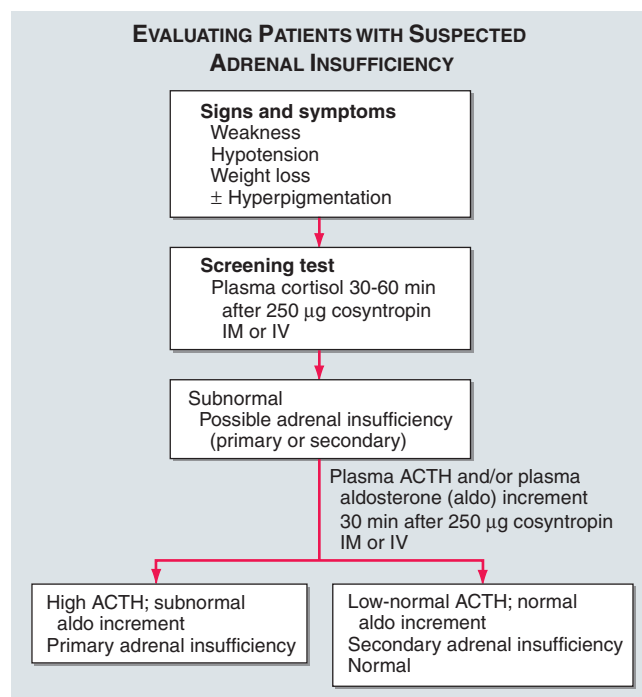 EVALUATING PATIENTS WITH SUSPECTED
ADRENAL INSUFFICIENCY
Signs and symptoms
Weakness
Hypotension
Weight loss
± Hyperpigmentation
Screening test
Plasma cortisol 30-60 min
after 250 μg cosyntropin
IM or IV
Subnormal
Possible adrenal insufficiency
(primary or secondary)
Plasma ACTH and/or plasma
aldosterone (aldo) increment
30 min after 250 μg cosyntropin
IM or IV
High ACTH; subnormal
aldo increment
Primary adrenal insufficiency
Low-normal ACTH; normal
aldo increment
Secondary adrenal insufficiency
Normal